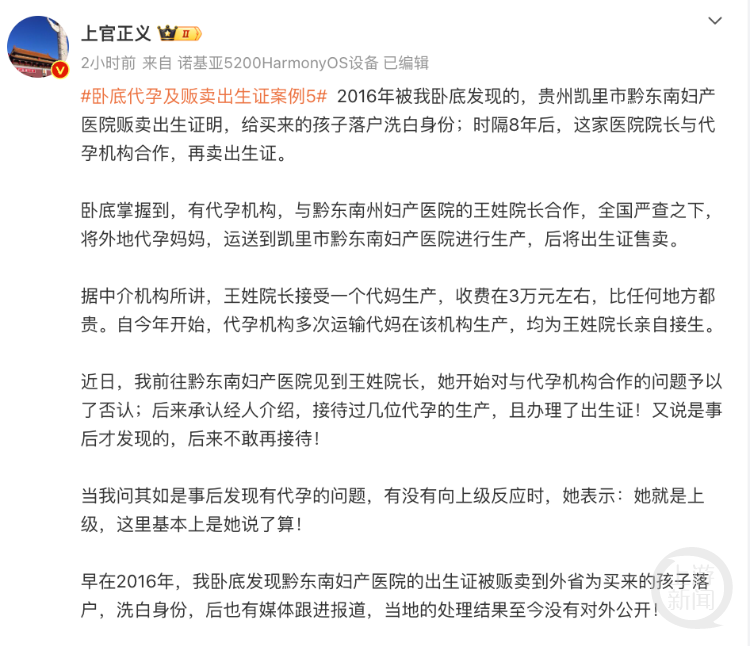 上官正义 II
2小时前 来自 诺基亚5200HarmonyOS设备 已编辑
#卧底代孕及贩卖出生证案例5# 2016年被我卧底发现的，贵州凯里市黔东南妇产
医院贩卖出生证明，给买来的孩子落户洗白身份；时隔8年后，这家医院院长与代
孕机构合作，再卖出生证。
卧底掌握到，有代孕机构，与黔东南州妇产医院的王姓院长合作，全国严查之下，
将外地代孕妈妈，运送到凯里市黔东南妇产医院进行生产，后将出生证售卖。
据中介机构所讲，王姓院长接受一个代妈生产，收费在3万元左右，比任何地方都
贵。自今年开始，代孕机构多次运输代妈在该机构生产，均为王姓院长亲自接生。
近日，我前往黔东南妇产医院见到王姓院长，她开始对与代孕机构合作的问题予以
了否认；后来承认经人介绍，接待过几位代孕的生产，且办理了出生证！又说是事
后才发现的，后来不敢再接待！
当我问其如是事后发现有代孕的问题，有没有向上级反应时，她表示：她就是上
级，这里基本上是她说了算！
早在2016年，我卧底发现黔东南妇产医院的出生证被贩卖到外省为买来的孩子落
户，洗白身份，后也有媒体跟进报道，当地的处理结果至今没有对外公开！
上游
新闻